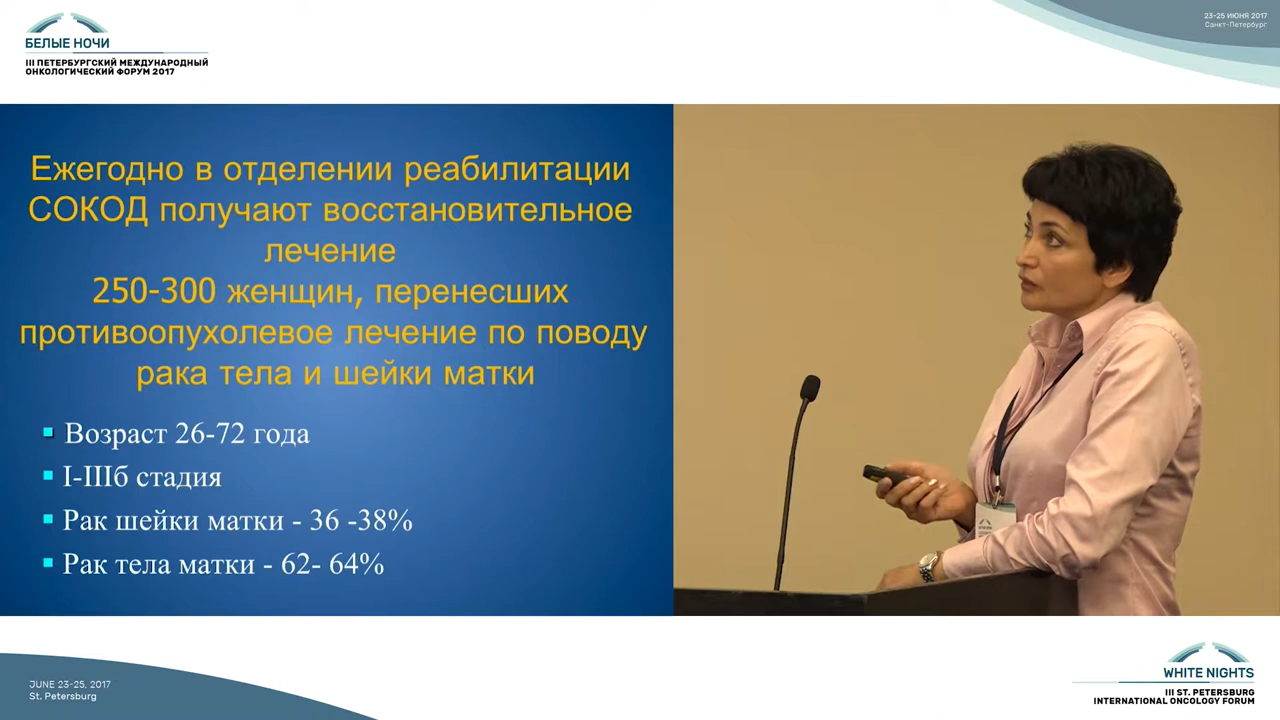 БЕЛЫЕ НОЧИ
III ПЕТЕРБУРГСКИЙ МЕЖДУНАРОДНЫЙ
ОНКОЛОГИЧЕСКИЙ ФОРУМ 2017
23-25 ИЮНЯ 2017
Санкт-Петербург
Ежегодно в отделении реабилитации
СОКОД получают восстановительное
лечение
250-300 женщин, перенесших
противоопухолевое лечение по поводу
рака тела и шейки матки
Возраст 26-72 года
I-IIIб стадия
Рак шейки матки - 36 -38%
Рак тела матки - 62- 64%
JUNE 23-25, 2017
St. Petersburg
WHITE NIGHTS
III ST. PETERSBURG
INTERNATIONAL ONCOLOGY FORUM